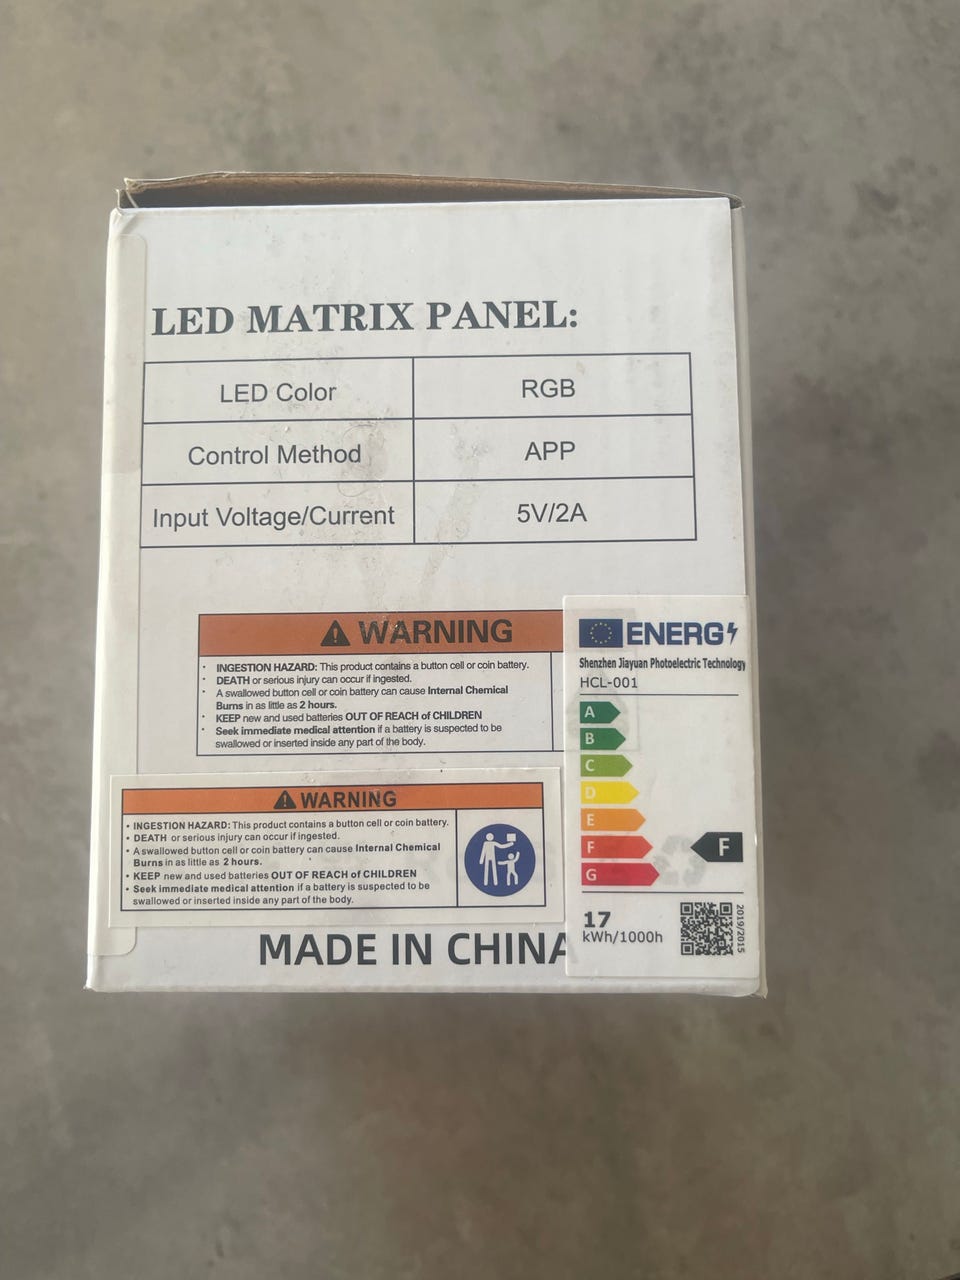 LED MATRIX PANEL:
LED Color RGB
Control Method APP
Input Voltage/Current 5V/2A
WARNING
• INGESTION HAZARD: This product contains a button cell or coin battery.
• DEATH or serious injury can occur if ingested.
• A swallowed button cell or coin battery can cause Internal Chemical
Burns in as little as 2 hours.
• KEEP new and used batteries OUT OF REACH of CHILDREN
• Seek immediate medical attention if a battery is suspected to be
swallowed or inserted inside any part of the body.
WARNING
• INGESTION HAZARD: This product contains a button cell or coin battery.
• DEATH or serious injury can occur if ingested.
• A swallowed button cell or coin battery can cause Internal Chemical
Burns in as little as 2 hours.
• KEEP new and used batteries OUT OF REACH of CHILDREN
• Seek immediate medical attention if a battery is suspected to be
swallowed or inserted inside any part of the body.
MADE IN CHINA
ENERG
Shenzhen Jiayuan Photoelectric Technology
HCL-001
A
B
C
D
E
F F
G
17
kWh/1000h
2019/2015